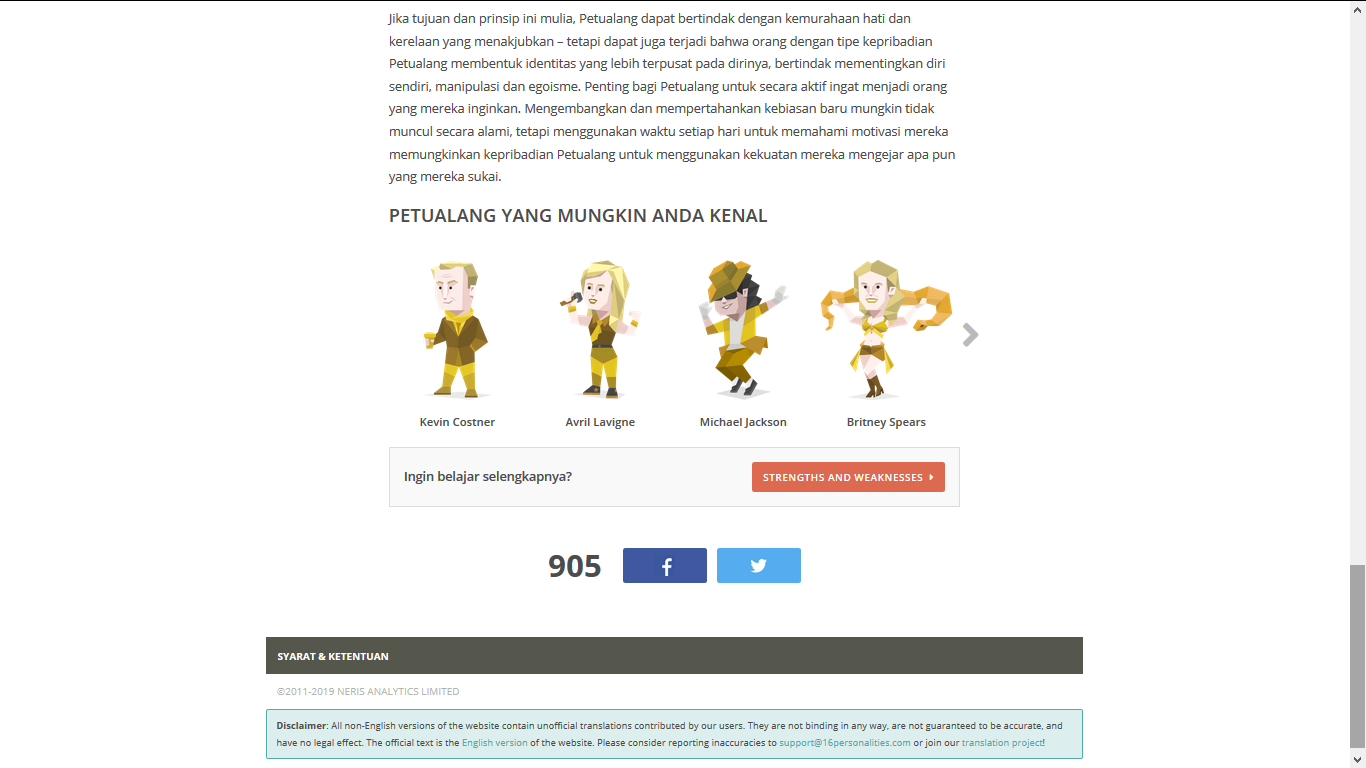 Jika tujuan dan prinsip ini mulia, Petualang dapat bertindak dengan kemurahaan hati dan
kerelaan yang menakjubkan – tetapi dapat juga terjadi bahwa orang dengan tipe kepribadian
Petualang membentuk identitas yang lebih terpusat pada dirinya, bertindak mementingkan diri
sendiri, manipulasi dan egoisme. Penting bagi Petualang untuk secara aktif ingat menjadi orang
yang mereka inginkan. Mengembangkan dan mempertahankan kebiasan baru mungkin tidak
muncul secara alami, tetapi menggunakan waktu setiap hari untuk memahami motivasi mereka
memungkinkan kepribadian Petualang untuk menggunakan kekuatan mereka mengejar apa pun
yang mereka sukai.
PETUALANG YANG MUNGKIN ANDA KENAL
Kevin Costner
Avril Lavigne
Michael Jackson
Britney Spears
Ingin belajar selengkapnya?
STRENGTHS AND WEAKNESSES
905
SYARAT & KETENTUAN
©2011-2019 NERIS ANALYTICS LIMITED
Disclaimer: All non-English versions of the website contain unofficial translations contributed by our users. They are not binding in any way, are not guaranteed to be accurate, and
have no legal effect. The official text is the English version of the website. Please consider reporting inaccuracies to support@16personalities.com or join our translation project!